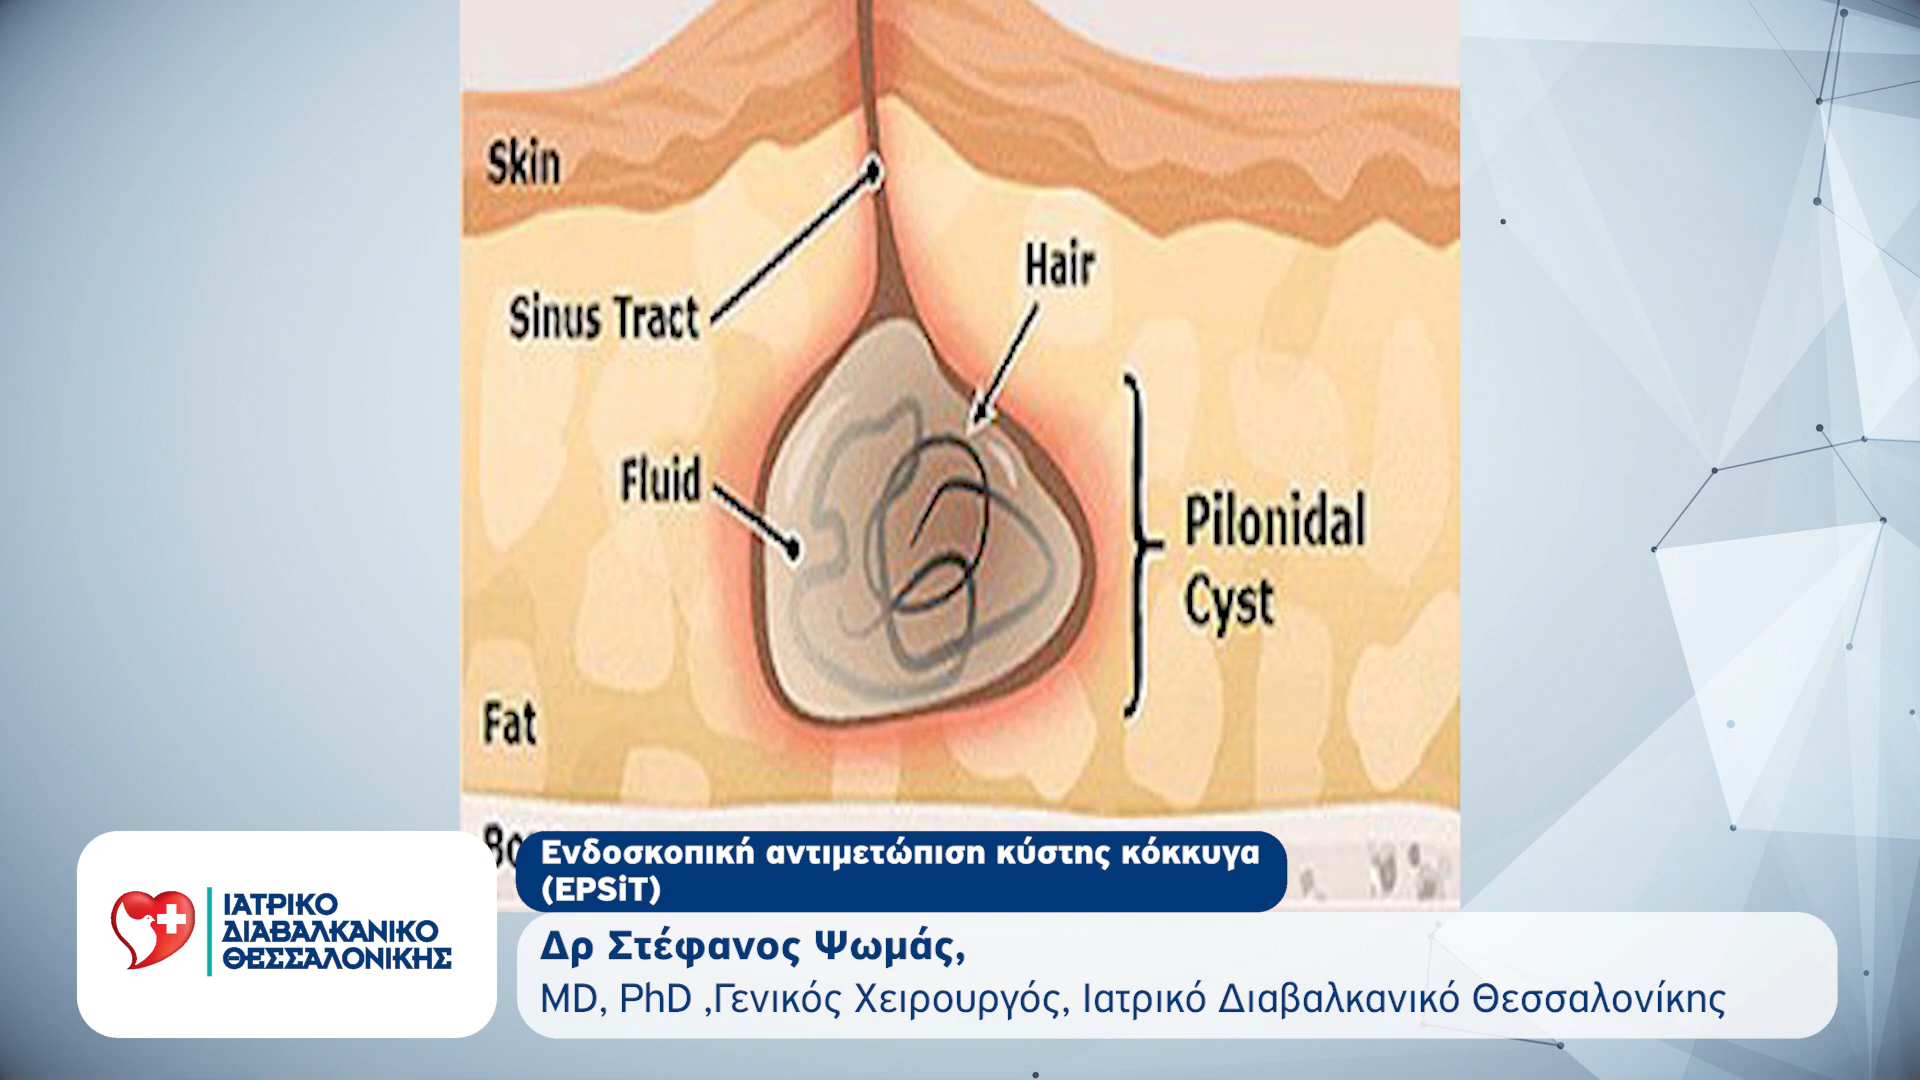 Skin
Sinus Tract
Hair
Fluid
Pilonidal
Cyst
Fat
Ενδοσκοπική αντιμετώπιση κύστης κόκκυγα
(EPSiT)
ΙΑΤΡΙΚΟ
ΔΙΑΒΑΛΚΑΝΙΚΟ
ΘΕΣΣΑΛΟΝΙΚΗΣ
Δρ Στέφανος Ψωμάς,
MD, PhD ,Γενικός Χειρουργός, Ιατρικό Διαβαλκανικό Θεσσαλονίκης